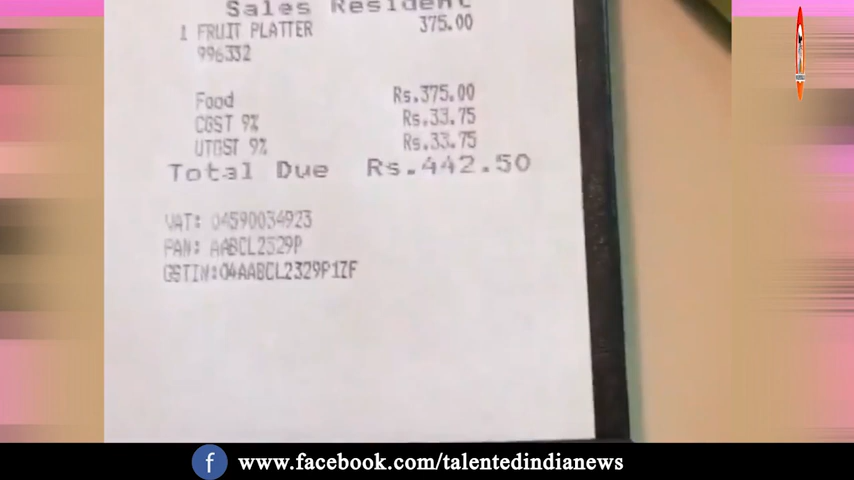 Sales Resident
1 FRUIT PLATTER 375.00
996332
Food Rs.375.00
CGST 9% Rs.33.75
UTGST 9% Rs.33.75
Total Due Rs.442.50
VAT: 04590034923
PAN: AABCL2329P
GSTIN:04AABCL2329P1ZF
f www.facebook.com/talentedindianews